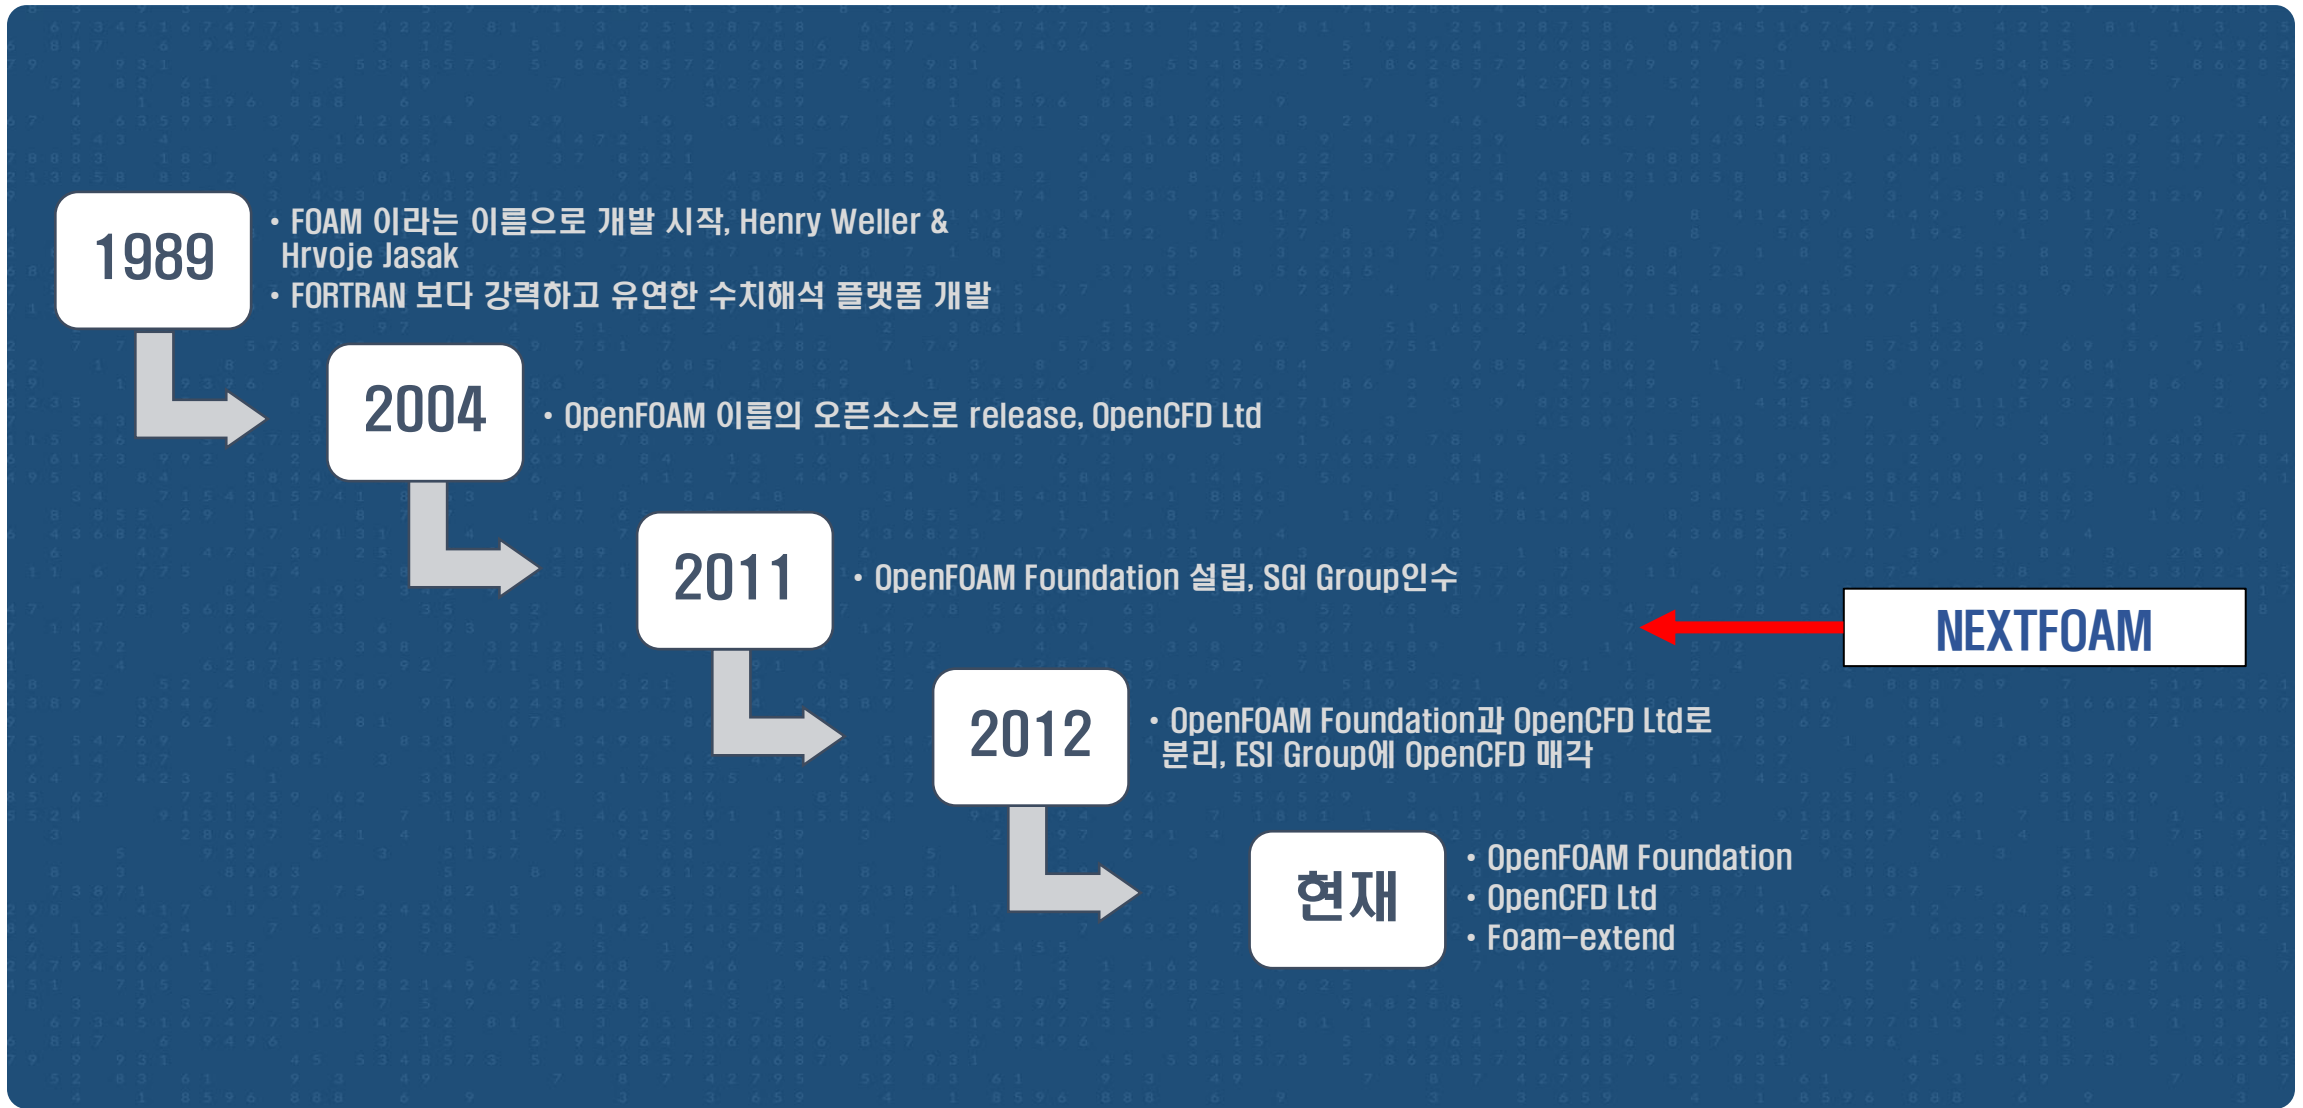 1989
• FOAM 이라는 이름으로 개발 시작, Henry Weller &
Hrvoje Jasak
• FORTRAN 보다 강력하고 유연한 수치해석 플랫폼 개발
2004
• OpenFOAM 이름의 오픈소스로 release, OpenCFD Ltd
2011
• OpenFOAM Foundation 설립, SGI Group인수
NEXTFOAM
2012
• OpenFOAM Foundation과 OpenCFD Ltd로
분리, ESI Group에 OpenCFD 매각
현재
• OpenFOAM Foundation
• OpenCFD Ltd
• Foam-extend